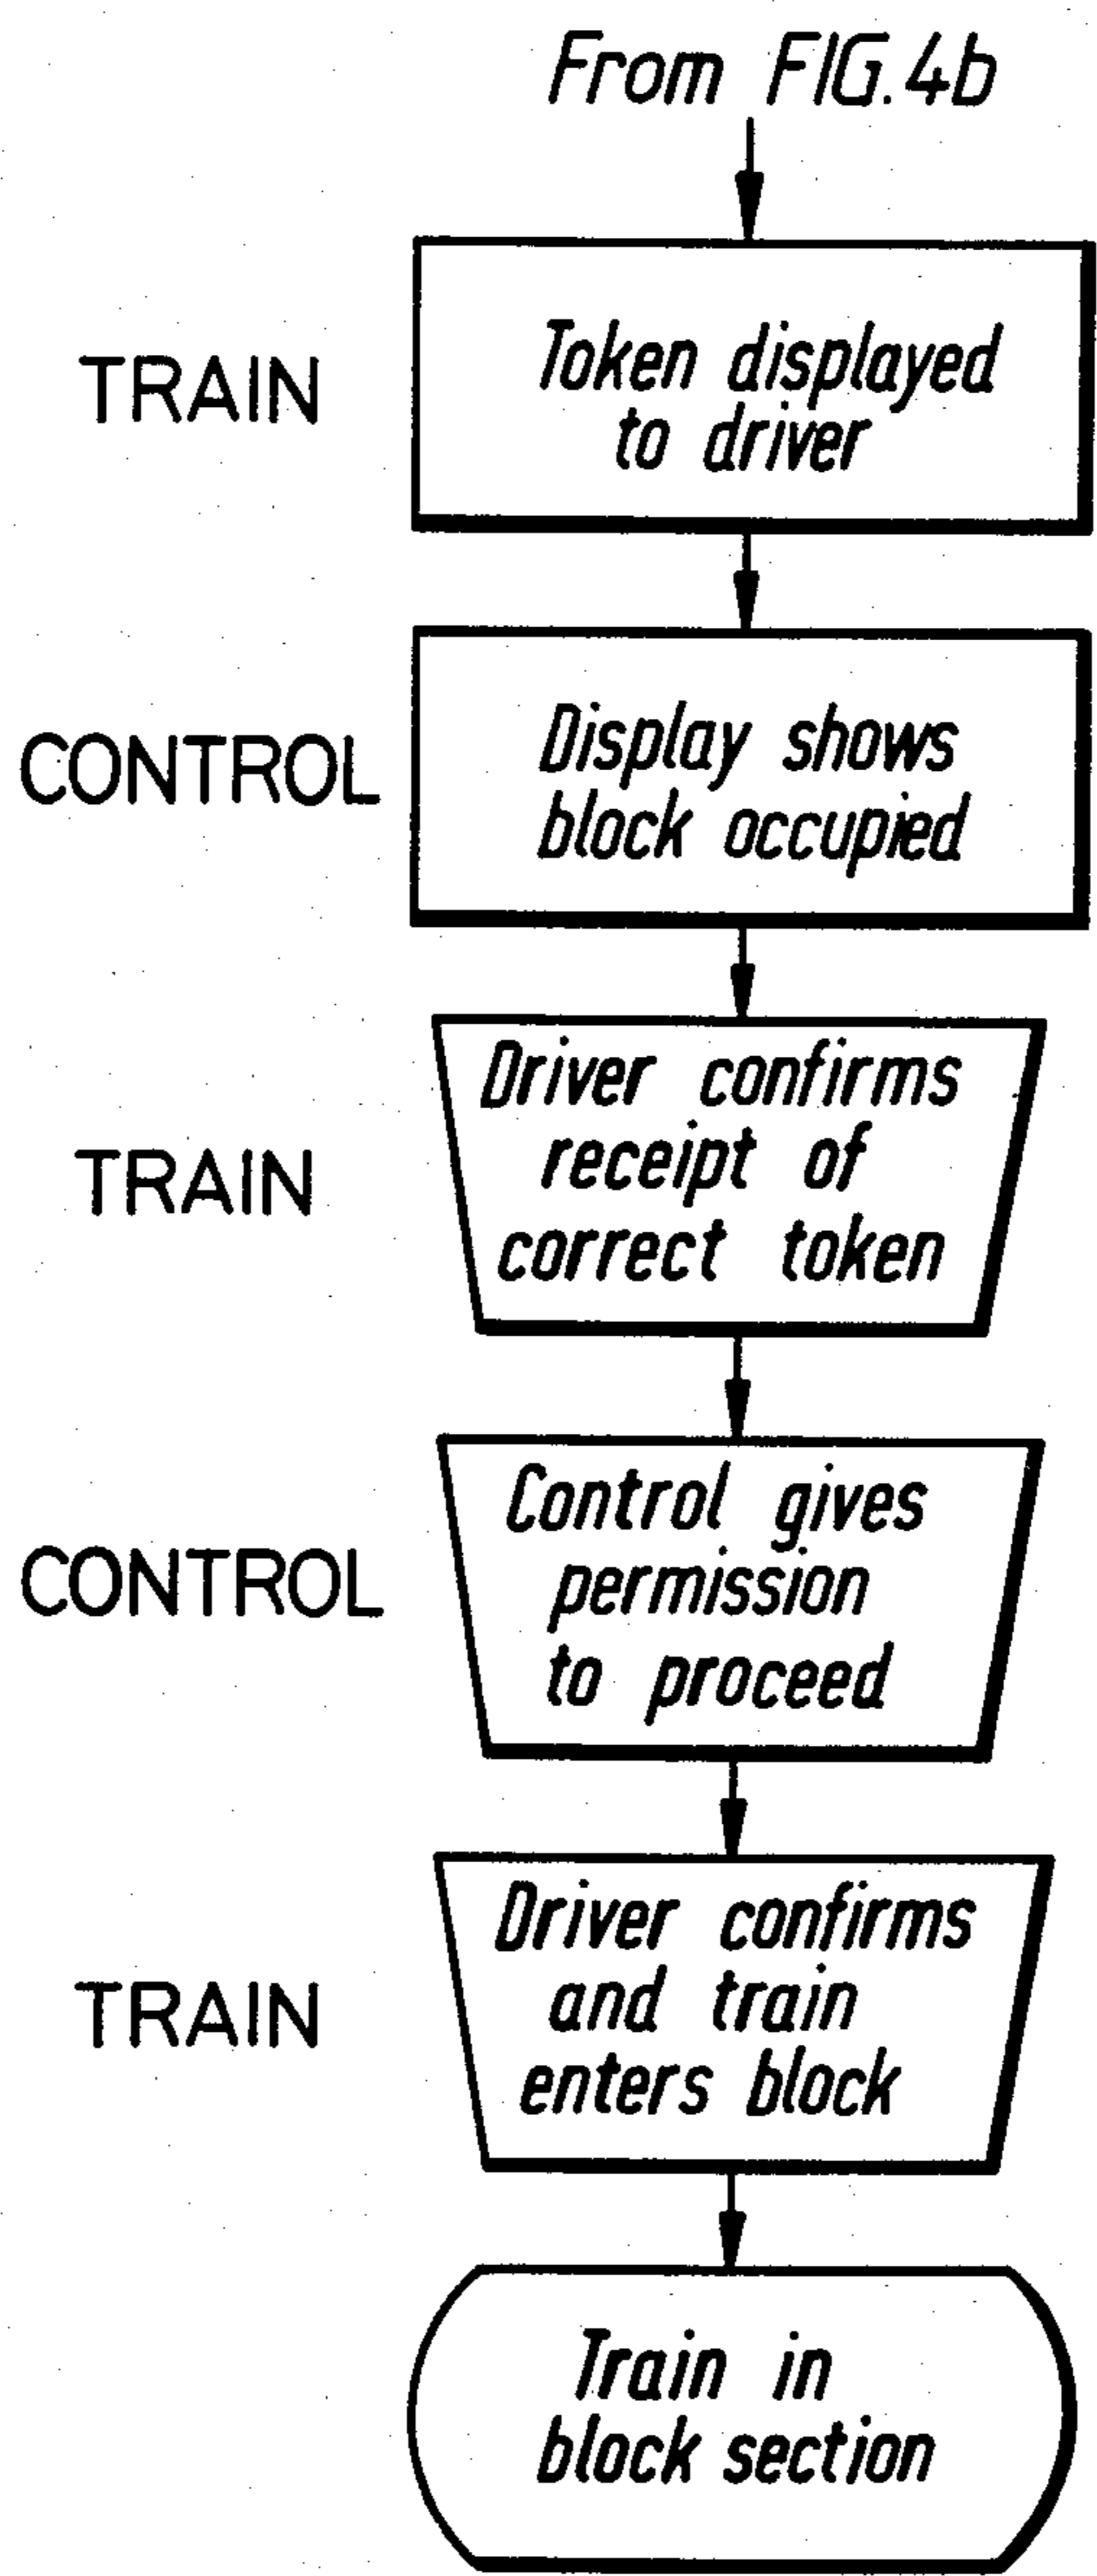 From FIG.4b
TRAIN
Token displayed
to driver
CONTROL
Display shows
block occupied
TRAIN
Driver confirms
receipt of
correct token
CONTROL
Control gives
permission
to proceed
TRAIN
Driver confirms
and train
enters block
Train in
block section